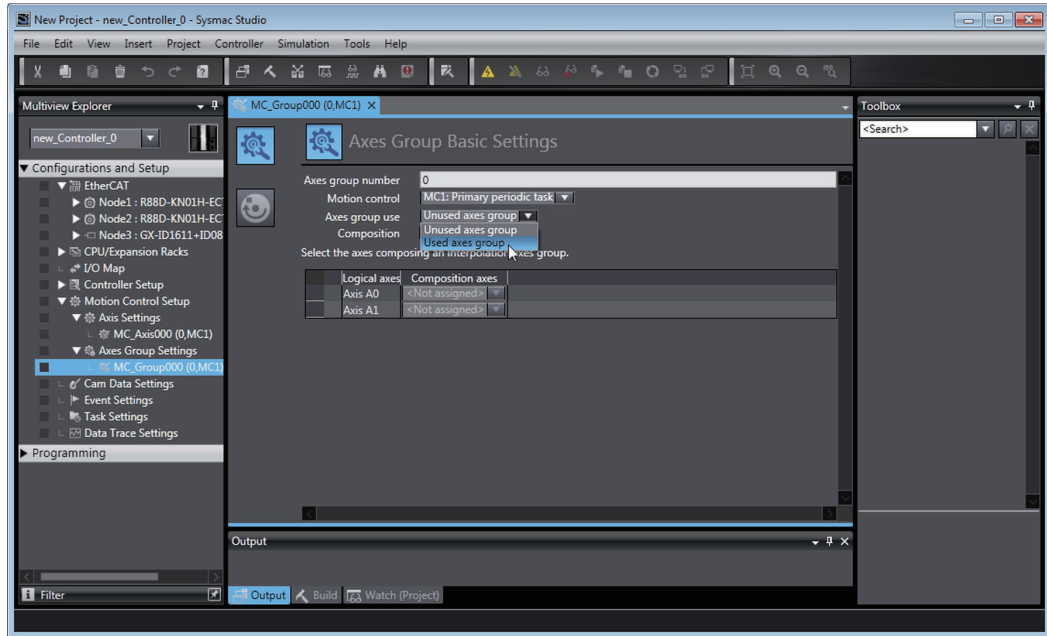 New Project - new_Controller_0 - Sysmac Studio
File Edit View Insert Project Controller Simulation Tools Help
Multiview Explorer
new_Controller_0
Configurations and Setup
EtherCAT
Node1 : R88D-KN01H-EC
Node2 : R88D-KN01H-EC
Node3 : GX-ID1611+ID08
CPU/Expansion Racks
I/O Map
Controller Setup
Motion Control Setup
Axis Settings
MC_Axis000 (0,MC1)
Axes Group Settings
MC_Group000 (0,MC1)
Cam Data Settings
Event Settings
Task Settings
Data Trace Settings
Programming
Filter
MC_Group000 (0,MC1)
Axes Group Basic Settings
Axes group number 0
Motion control MC1: Primary periodic task
Axes group use Unused axes group
Unused axes group
Used axes group
Composition
Select the axes composing an interpolation axes group.
Logical axes Composition axes
Axis A0 <Not assigned>
Axis A1 <Not assigned>
Output
Output Build Watch (Project)
Toolbox
<Search>